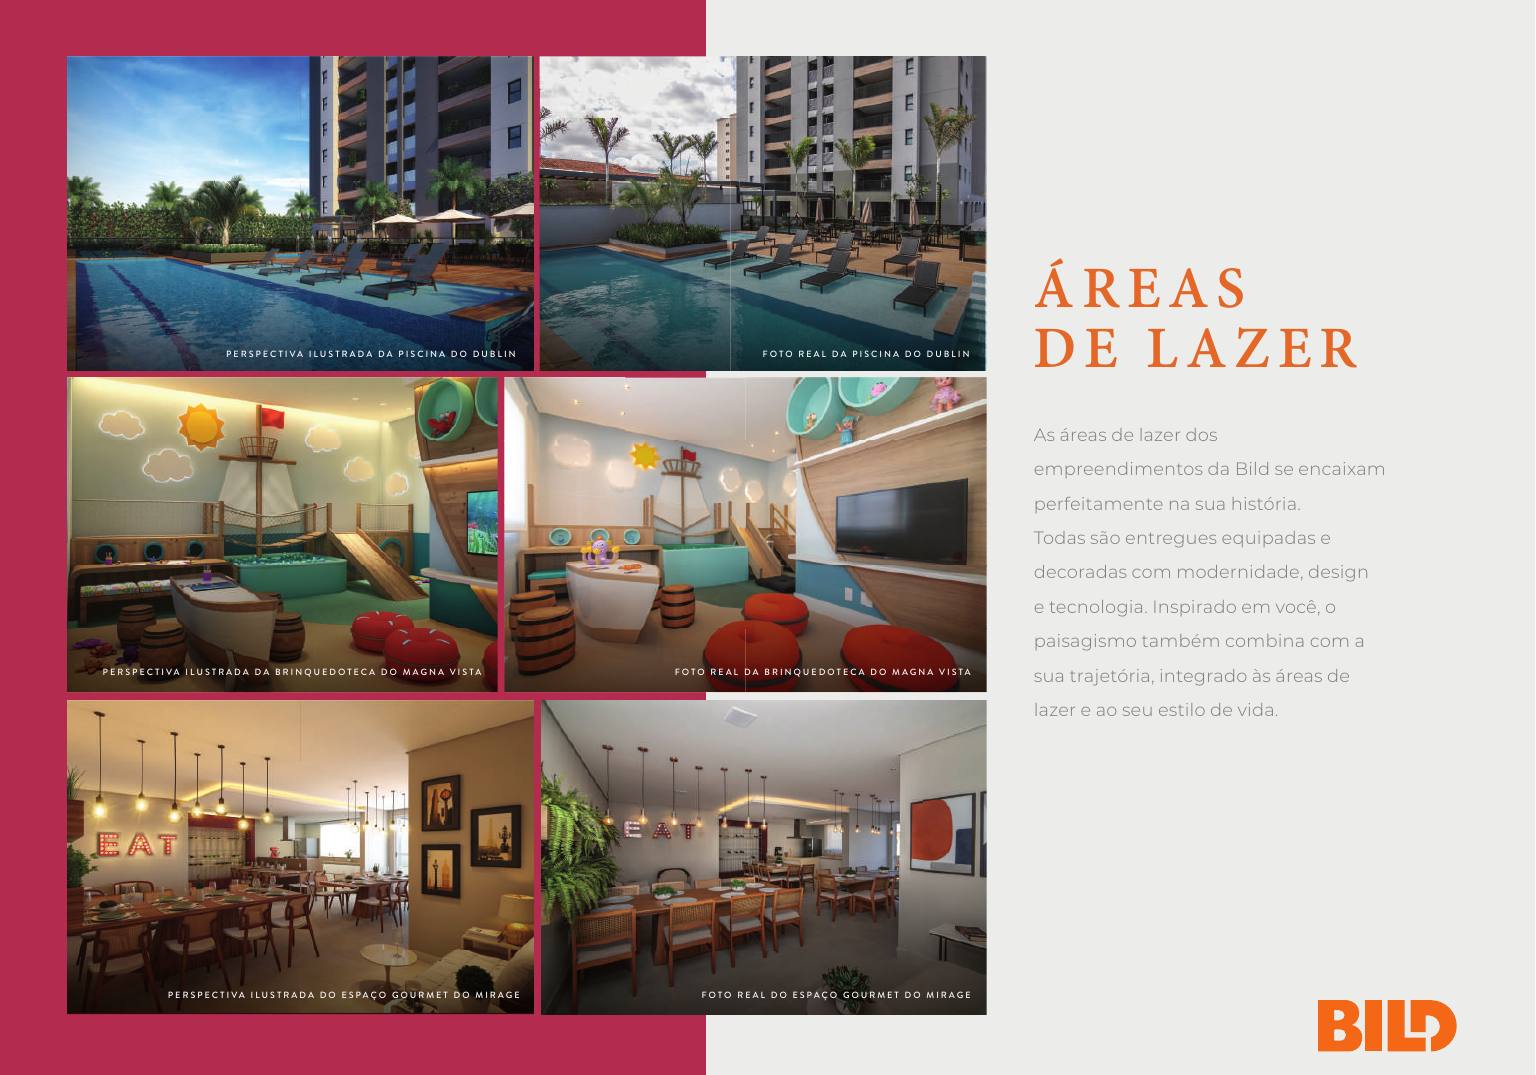 PERSPECTIVA ILUSTRADA DA PISCINA DO DUBLIN
FOTO REAL DA PISCINA DO DUBLIN
PERSPECTIVA ILUSTRADA DA BRINQUEDOTECA DO MAGNA VISTA
FOTO REAL DA BRINQUEDOTECA DO MAGNA VISTA
EAT
PERSPECTIVA ILUSTRADA DO ESPAÇO GOURMET DO MIRAGE
EAT
FOTO REAL DO ESPAÇO GOURMET DO MIRAGE
ÁREAS
DE LAZER
As áreas de lazer dos
empreendimentos da Bild se encaixam
perfeitamente na sua história.
Todas são entregues equipadas e
decoradas com modernidade, design
e tecnologia. Inspirado em você, o
paisagismo também combina com a
sua trajetória, integrado às áreas de
lazer e ao seu estilo de vida.
BILD